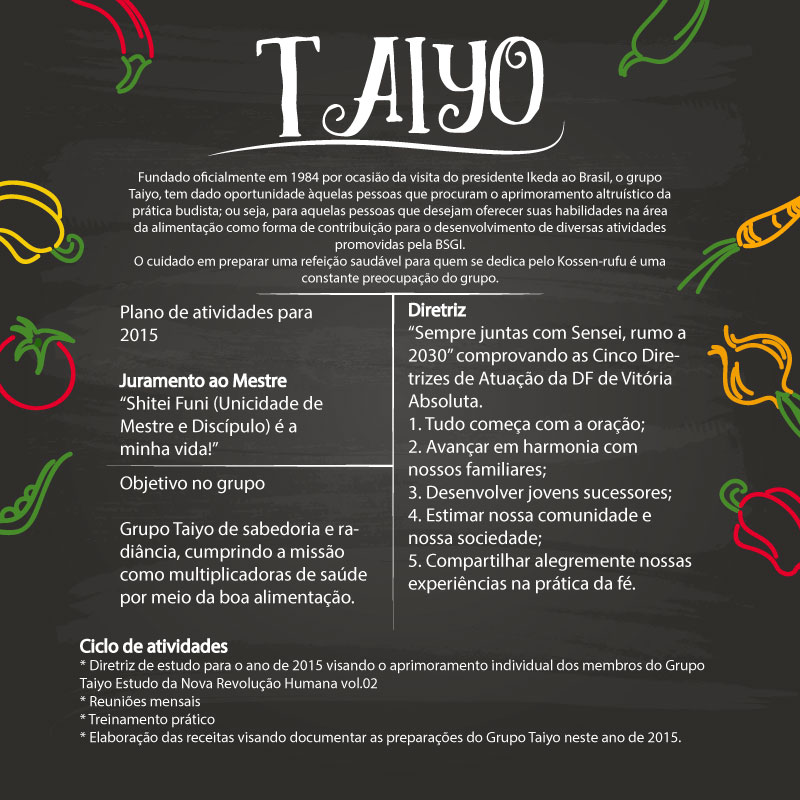 TAIYO
Fundado oficialmente em 1984 por ocasião da visita do presidente Ikeda ao Brasil, o grupo
Taiyo, tem dado oportunidade àquelas pessoas que procuram o aprimoramento altruístico da
prática budista; ou seja, para aquelas pessoas que desejam oferecer suas habilidades na área
da alimentação como forma de contribuição para o desenvolvimento de diversas atividades
promovidas pela BSGI.
O cuidado em preparar uma refeição saudável para quem se dedica pelo Kossen-rufu é uma
constante preocupação do grupo.
Plano de atividades para
2015
Juramento ao Mestre
“Shitei Funi (Unicidade de
Mestre e Discípulo) é a
minha vida!”
Objetivo no grupo
Grupo Taiyo de sabedoria e ra-
diância, cumprindo a missão
como multiplicadoras de saúde
por meio da boa alimentação.
Diretriz
“Sempre juntas com Sensei, rumo a
2030” comprovando as Cinco Dire-
trizes de Atuação da DF de Vitória
Absoluta.
1. Tudo começa com a oração;
2. Avançar em harmonia com
nossos familiares;
3. Desenvolver jovens sucessores;
4. Estimar nossa comunidade e
nossa sociedade;
5. Compartilhar alegremente nossas
experiências na prática da fé.
Ciclo de atividades
* Diretriz de estudo para o ano de 2015 visando o aprimoramento individual dos membros do Grupo
Taiyo Estudo da Nova Revolução Humana vol.02
* Reuniões mensais
* Treinamento prático
* Elaboração das receitas visando documentar as preparações do Grupo Taiyo neste ano de 2015.